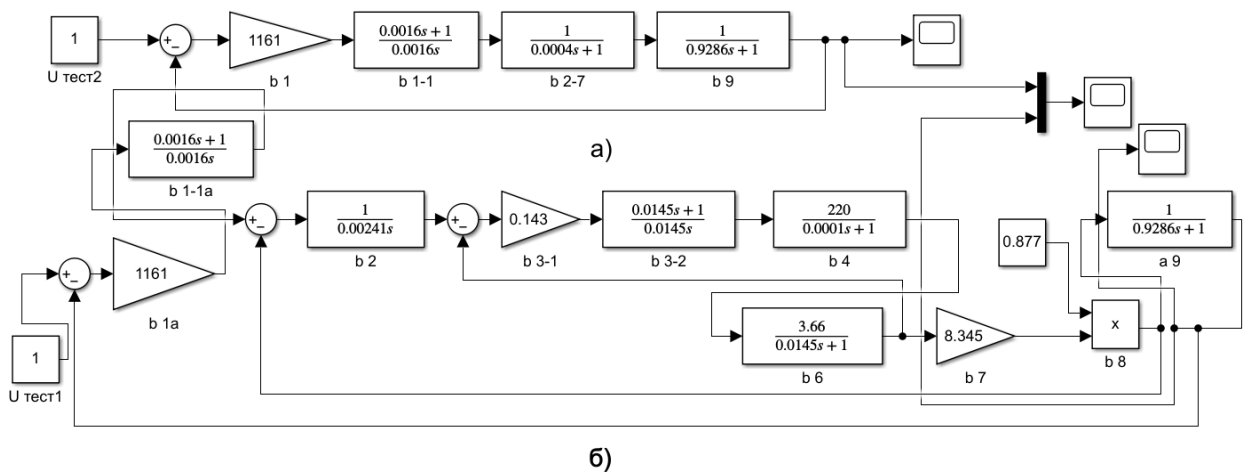 1
U тест2
+
−
1161
b 1
0.0016s + 1
0.0016s
b 1-1
1
0.0004s + 1
b 2-7
1
0.9286s + 1
b 9
а)
0.0016s + 1
0.0016s
b 1-1a
+
−
1
0.00241s
b 2
+
−
0.143
b 3-1
0.0145s + 1
0.0145s
b 3-2
220
0.0001s + 1
b 4
0.877
1
0.9286s + 1
a 9
+
−
1161
b 1a
1
U тест1
3.66
0.0145s + 1
b 6
8.345
b 7
x
b 8
б)